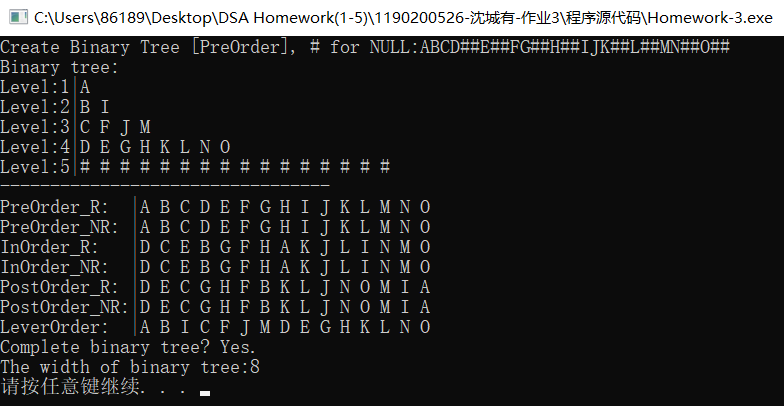 C:\Users\86189\Desktop\DSA Homework(1-5)\1190200526-沈城有-作业3\程序源代码\Homework-3.exe
Create Binary Tree [PreOrder], # for NULL:ABCD##E##FG##H##IJK##L##MN##O##
Binary tree:
Level:1|A
Level:2|B I
Level:3|C F J M
Level:4|D E G H K L N O
Level:5|# # # # # # # # # # # # # # # #
---------------------------------
PreOrder_R:   |A B C D E F G H I J K L M N O
PreOrder_NR:  |A B C D E F G H I J K L M N O
InOrder_R:    |D C E B G F H A K J L I N M O
InOrder_NR:   |D C E B G F H A K J L I N M O
PostOrder_R:  |D E C G H F B K L J N O M I A
PostOrder_NR: |D E C G H F B K L J N O M I A
LeverOrder:   |A B I C F J M D E G H K L N O
Complete binary tree? Yes.
The width of binary tree:8
请按任意键继续. . .